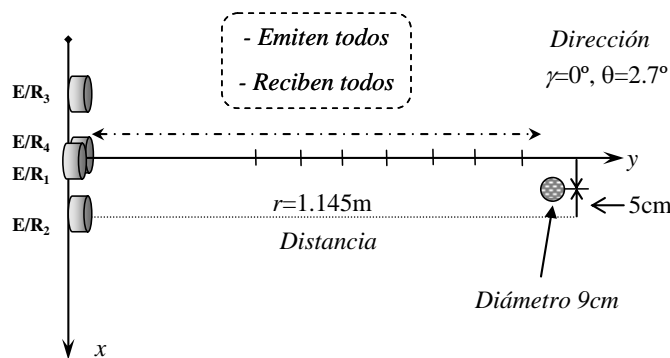 - Emiten todos
- Reciben todos
Dirección
γ=0º, θ=2.7º
E/R3
E/R4
E/R1
E/R2
y
r=1.145m
5cm
Distancia
Diámetro 9cm
x